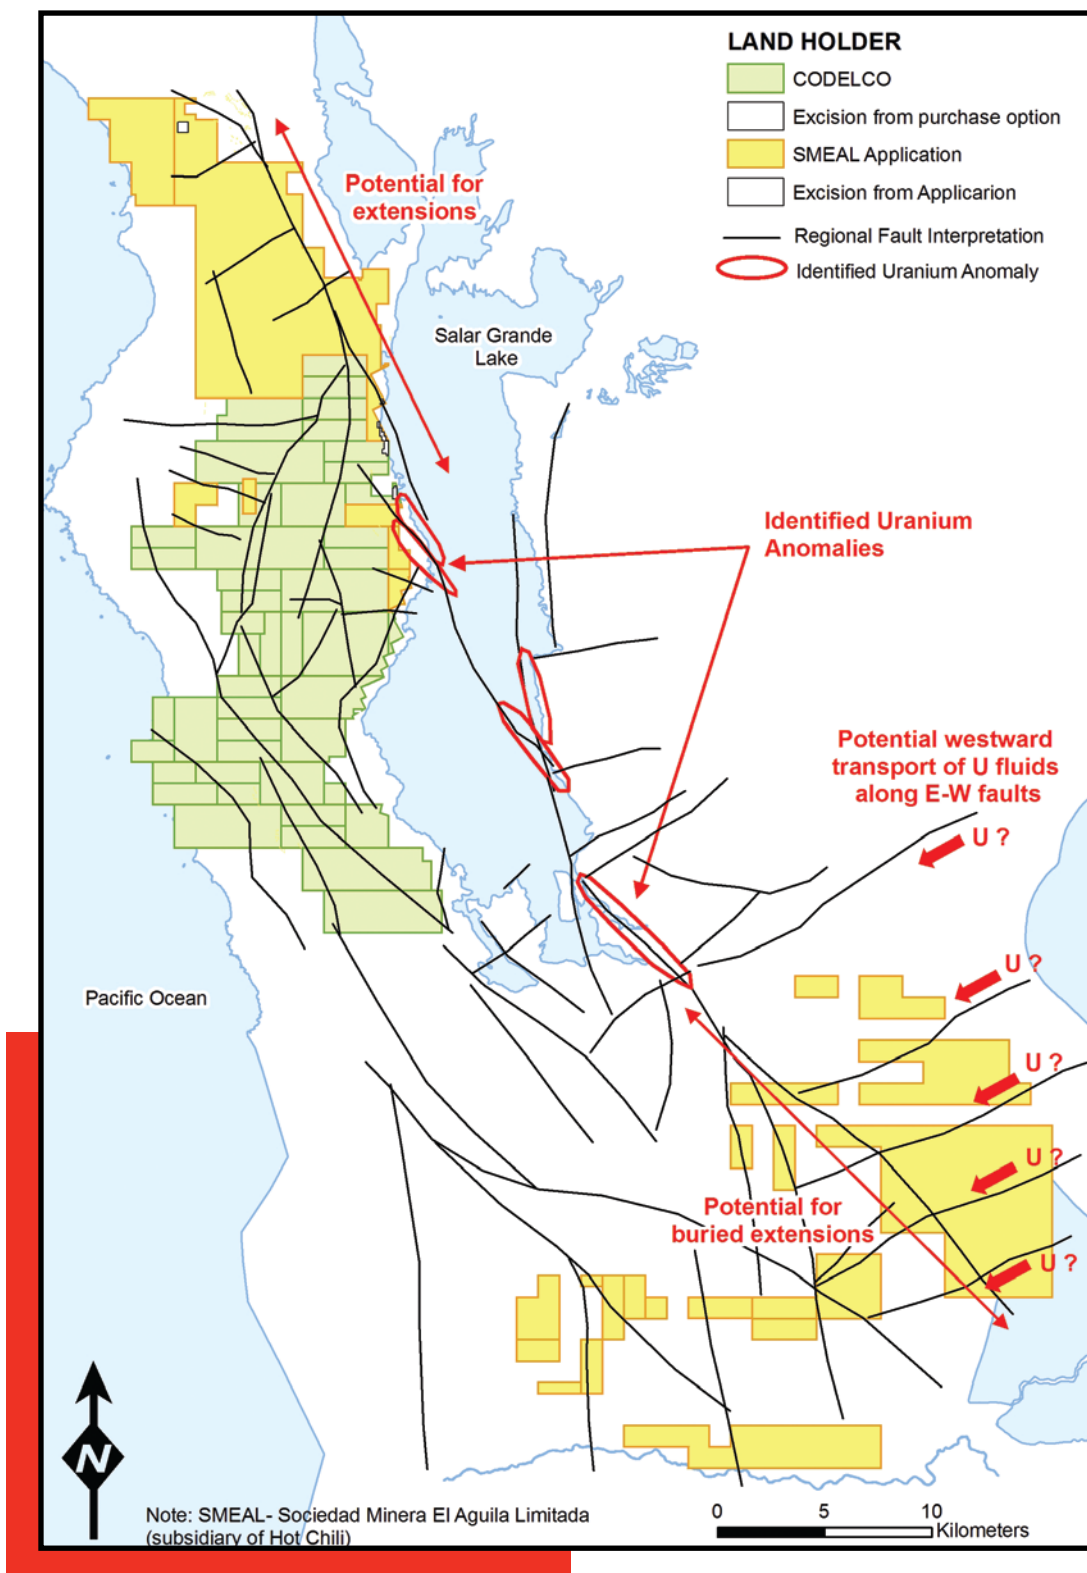 LAND HOLDER
CODELCO
Excision from purchase option
SMEAL Application
Excision from Applicarion
Regional Fault Interpretation
Identified Uranium Anomaly
Potential for
extensions
Salar Grande
Lake
Identified Uranium
Anomalies
Potential westward
transport of U fluids
along E-W faults
U ?
U ?
U ?
U ?
U ?
Pacific Ocean
Potential for
buried extensions
N
Note: SMEAL- Sociedad Minera El Aguila Limitada
(subsidiary of Hot Chili)
0 5 10
Kilometers